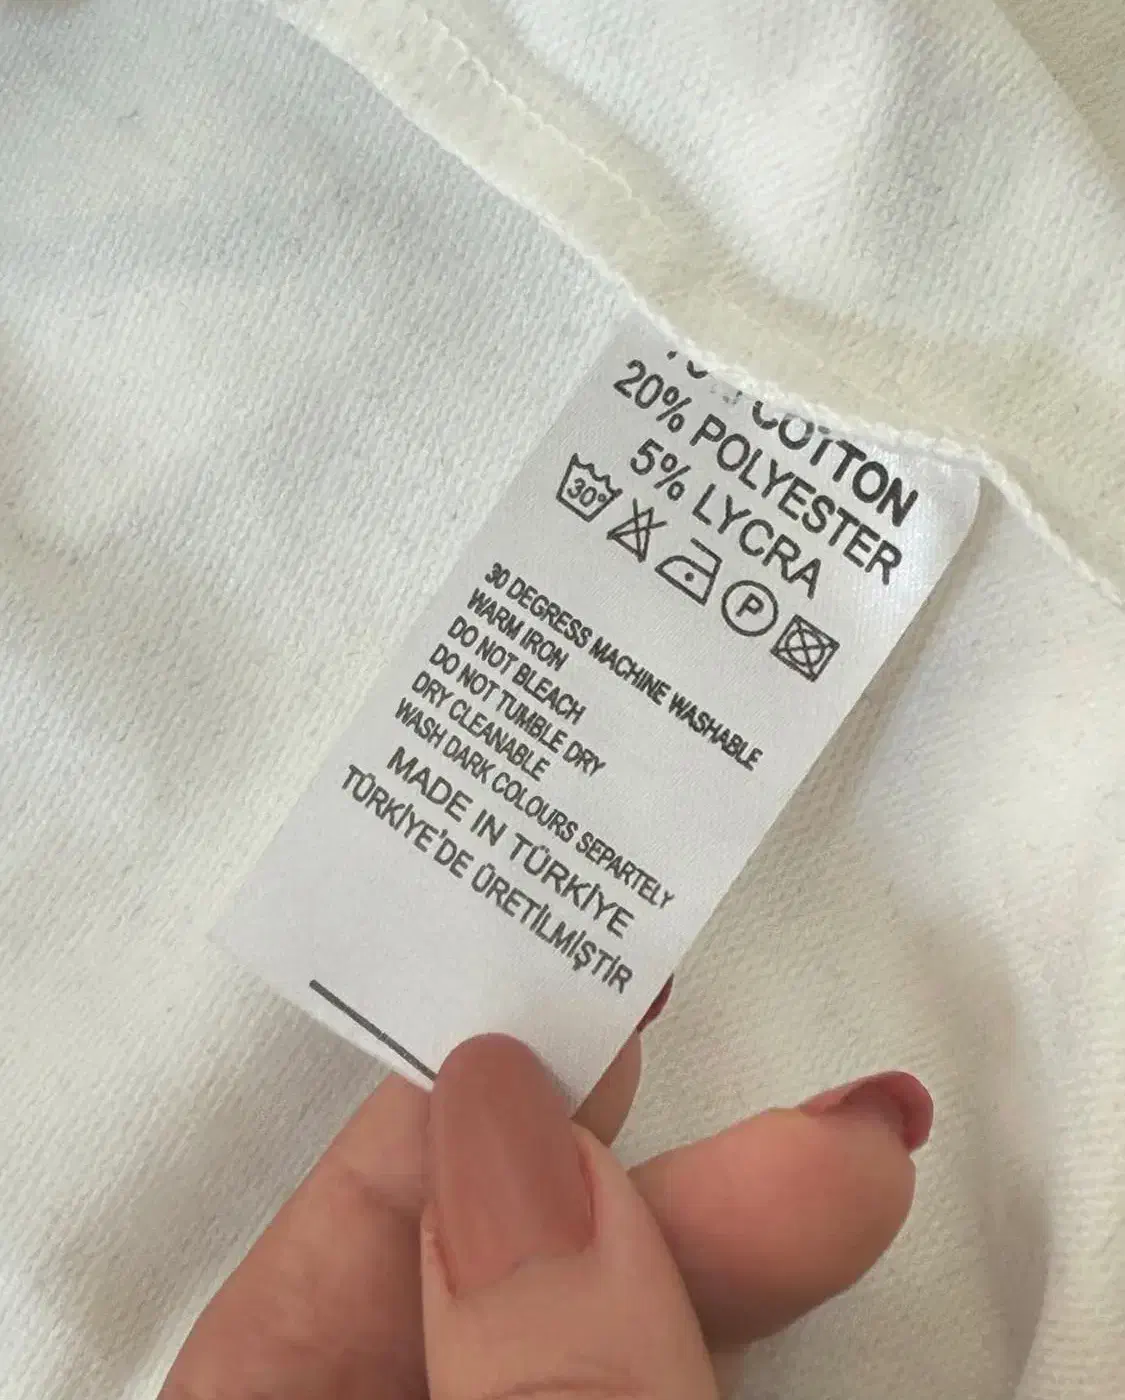 COTTON
20% POLYESTER
5% LYCRA
30° P
30 DEGRESS MACHINE WASHABLE
WARM IRON
DO NOT BLEACH
DO NOT TUMBLE DRY
DRY CLEANABLE
WASH DARK COLOURS SEPARTELY
MADE IN TÜRKİYE
TÜRKİYE'DE ÜRETİLMİŞTİR